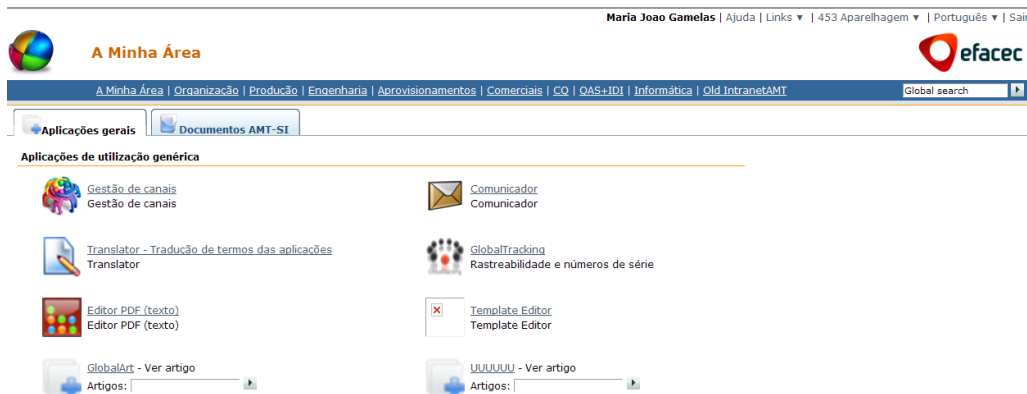 Maria Joao Gamelas | Ajuda | Links ▼ | 453 Aparelhagem ▼ | Português ▼ | Sair
A Minha Área
efacec
A Minha Área | Organização | Produção | Engenharia | Aprovisionamentos | Comerciais | CQ | QAS+IDI | Informática | Old IntranetAMT
Global search
Aplicações gerais
Documentos AMT-SI
Aplicações de utilização genérica
Gestão de canais
Gestão de canais
Comunicador
Comunicador
Translator - Tradução de termos das aplicações
Translator
GlobalTracking
Rastreabilidade e números de série
Editor PDF (texto)
Editor PDF (texto)
Template Editor
Template Editor
GlobalArt - Ver artigo
Artigos:
UUUUUU - Ver artigo
Artigos: